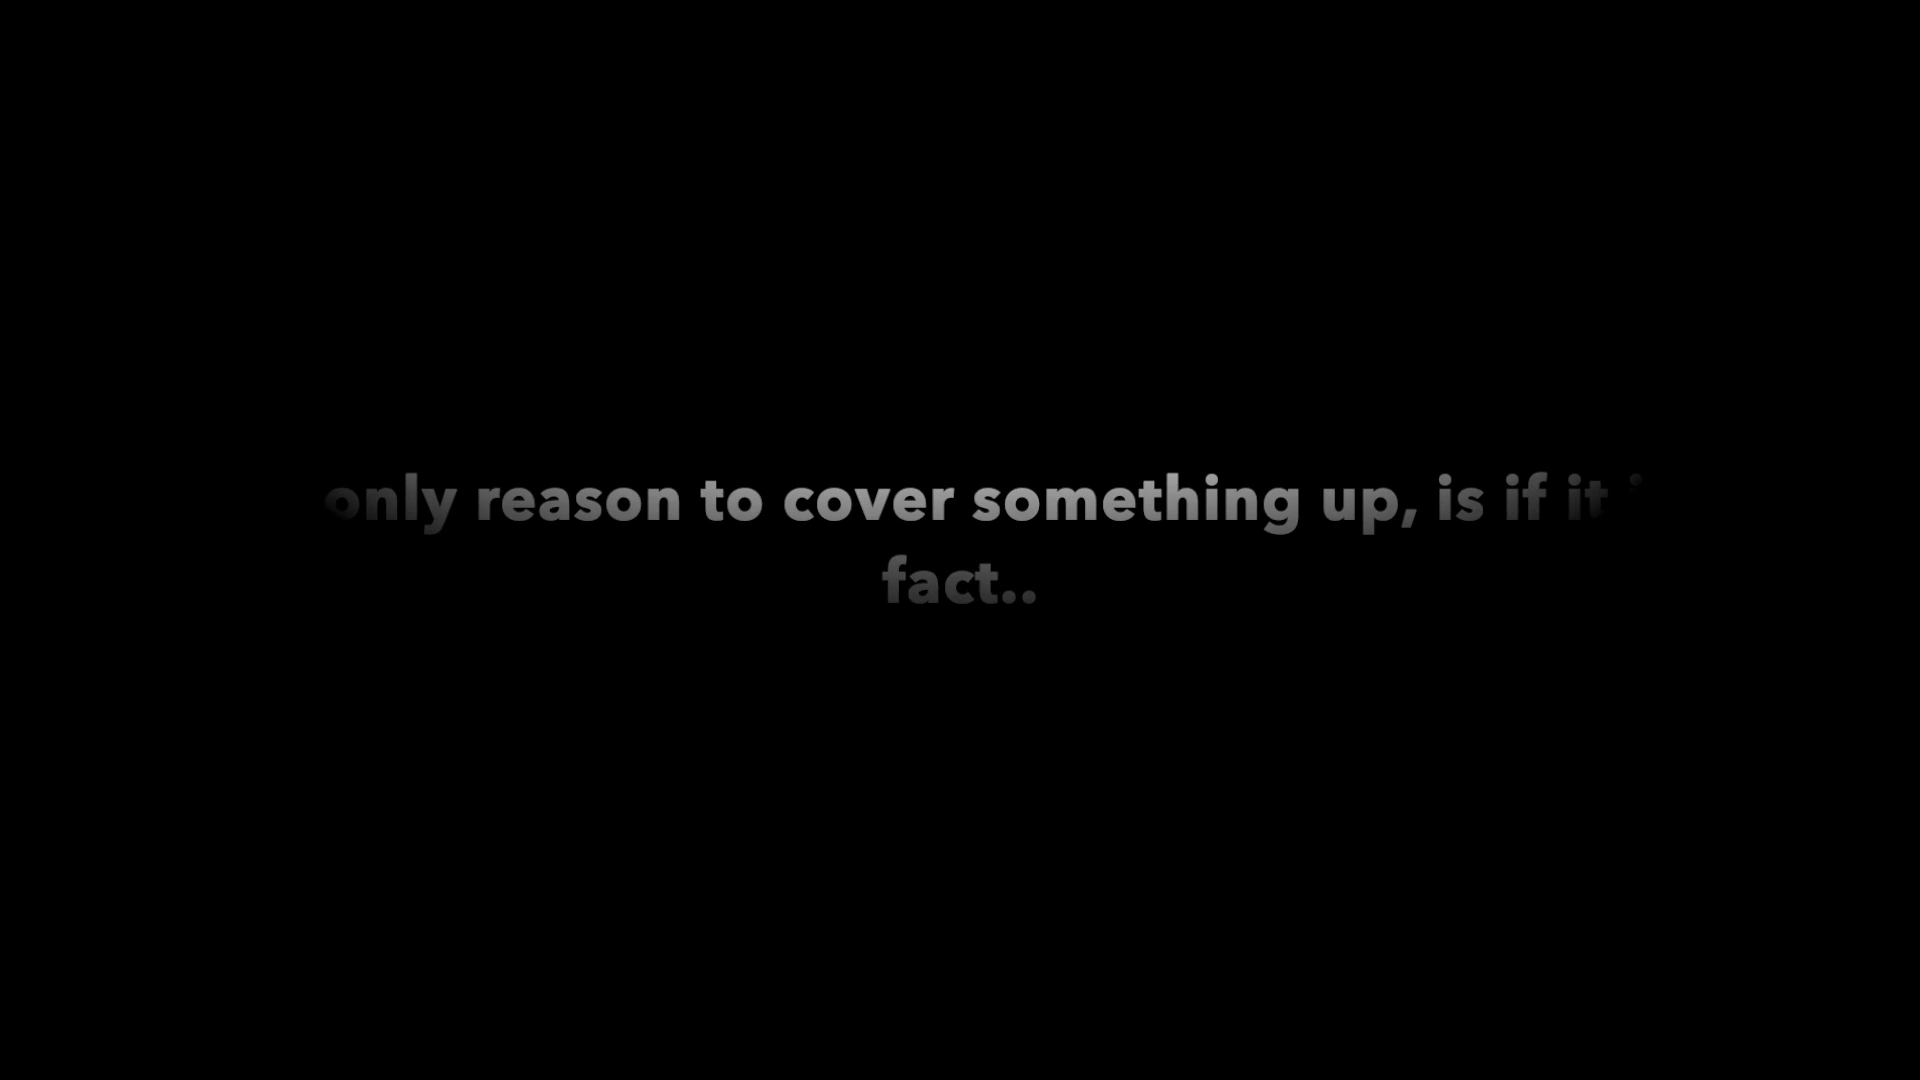 only reason to cover something up, is if it
fact..